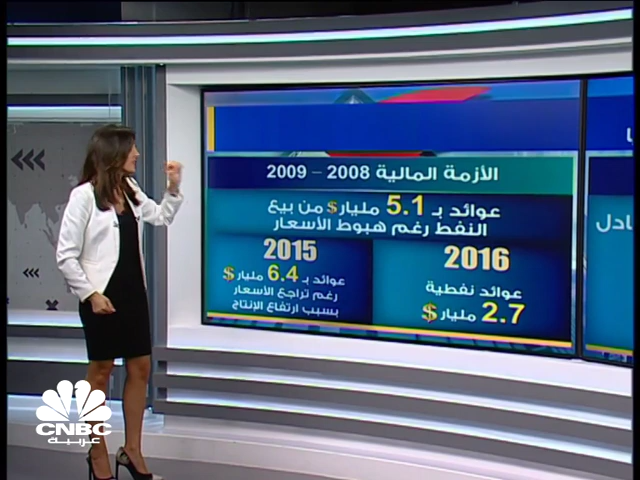 الأزمة المالية 2008 – 2009
عوائد بـ 5.1 مليار $ من بيع
النفط رغم هبوط الأسعار
2016
عوائد نفطية
2.7 مليار $
2015
عوائد بـ 6.4 مليار $
رغم تراجع الأسعار
بسبب ارتفاع الإنتاج
CNBC
عربية